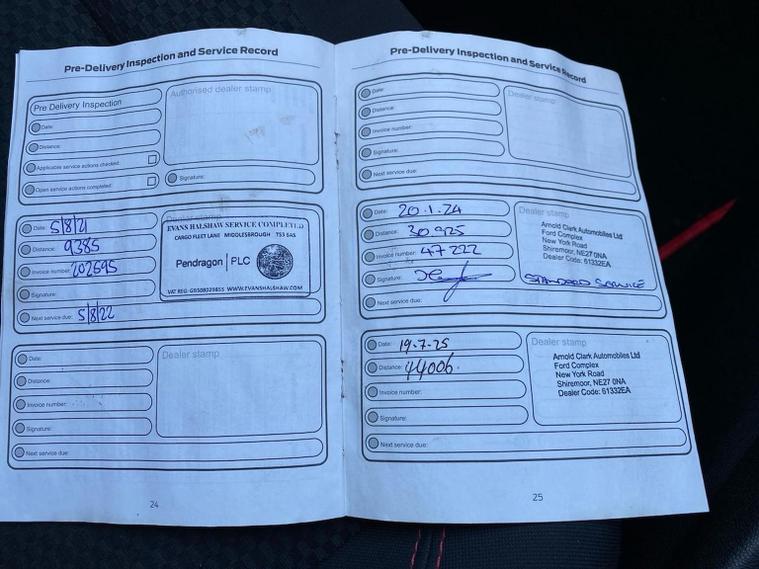 Pre-Delivery Inspection and Service Record
Pre Delivery Inspection
Date:
Distance:
Applicable service actions checked:
Open service actions completed:
Authorised dealer stamp
Signature:
Date: 5/8/21
Distance: 9385
Invoice number: 202695
Signature:
Next service due: 5/8/22
Dealer stamp
EVANS HALSHAW SERVICE COMPLETED
CARGO FLEET LANE MIDDLESBROUGH TS3 8AS
Pendragon PLC
WWW.EVANSHALSHAW.COM
Date:
Distance:
Invoice number:
Signature:
Next service due:
Dealer stamp
24
Pre-Delivery Inspection and Service Record
Date:
Distance:
Invoice number:
Signature:
Next service due:
Dealer stamp
Date: 20.1.24
Distance: 30,925
Invoice number: 47222
Signature:
Next service due:
Dealer stamp
Arnold Clark Automobiles Ltd
Ford Complex
New York Road
Shiremoor, NE27 0NA
Dealer Code: 61332EA
STANDARD SERVICE
Date: 19-7-25
Distance: 44006.
Invoice number:
Signature:
Next service due:
Dealer stamp
Arnold Clark Automobiles Ltd
Ford Complex
New York Road
Shiremoor, NE27 0NA
Dealer Code: 61332EA
25